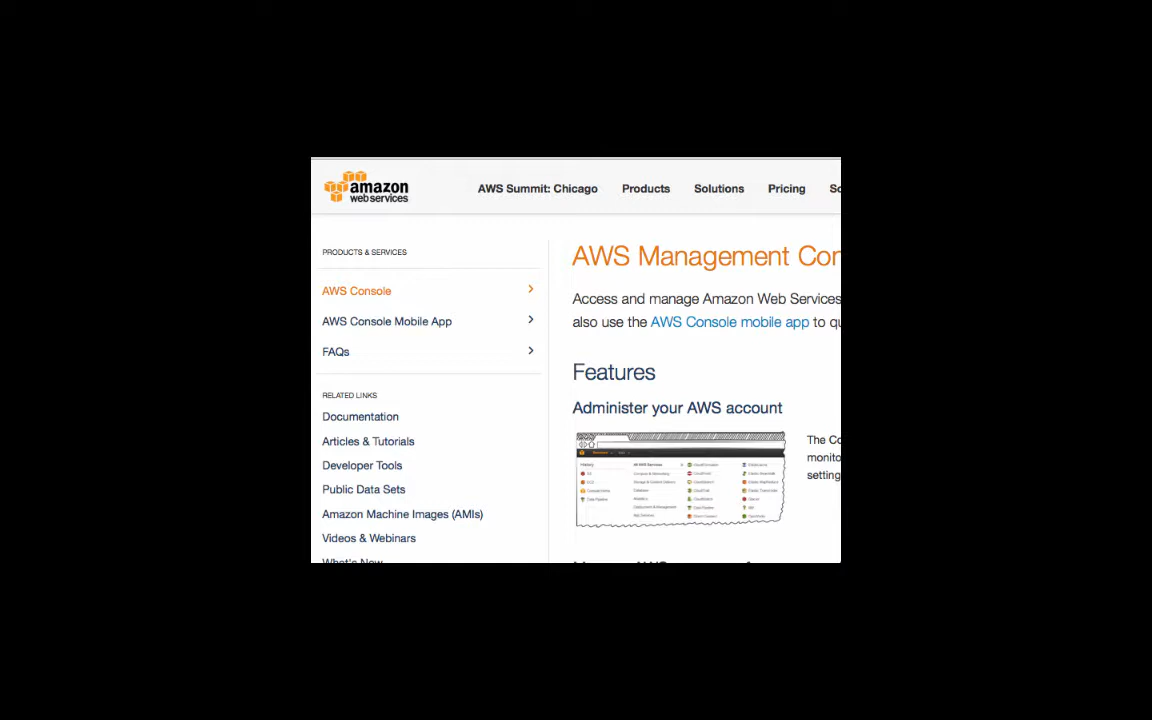 amazon
web services
AWS Summit: Chicago
Products
Solutions
Pricing
PRODUCTS & SERVICES
AWS Console
AWS Console Mobile App
FAQs
RELATED LINKS
Documentation
Articles & Tutorials
Developer Tools
Public Data Sets
Amazon Machine Images (AMIs)
Videos & Webinars
What's New
AWS Management Con
Access and manage Amazon Web Services
also use the AWS Console mobile app to qu
Features
Administer your AWS account
The Co
monito
setting